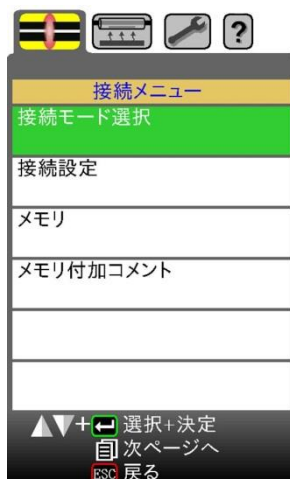 ?
接続メニュー
接続モード選択
接続設定
メモリ
メモリ付加コメント
+ 選択+決定
次ページへ
ESC 戻る